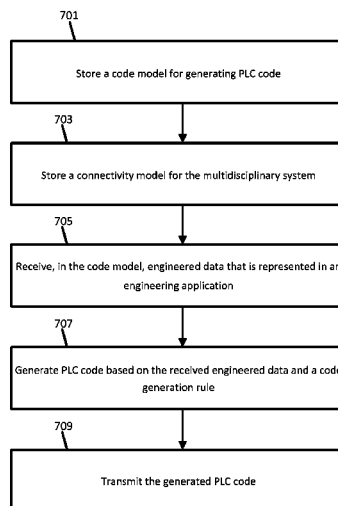 701
Store a code model for generating PLC code
703
Store a connectivity model for the multidisciplinary system
705
Receive, in the code model, engineered data that is represented in an
engineering application
707
Generate PLC code based on the received engineered data and a code
generation rule
709
Transmit the generated PLC code